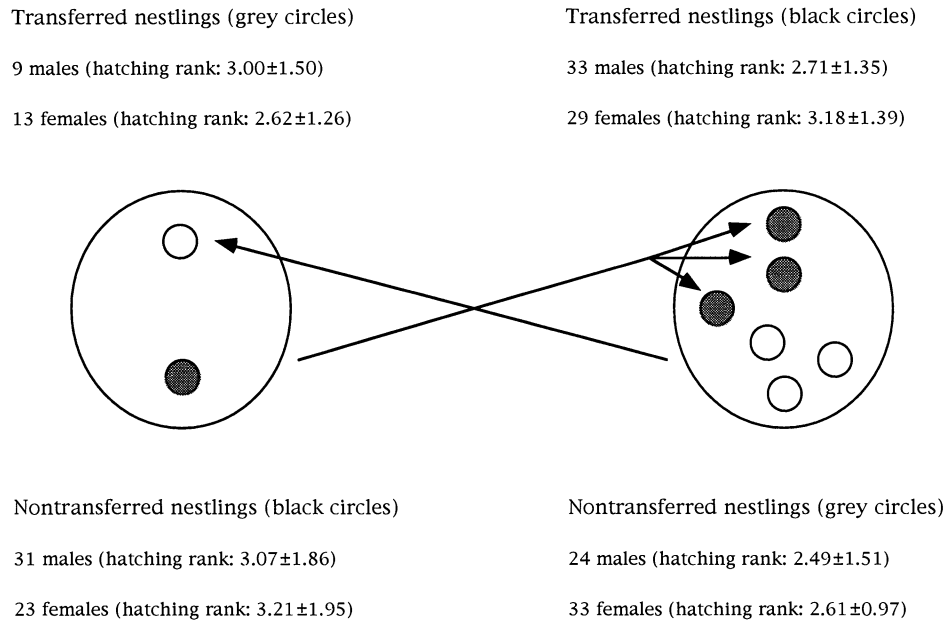 Transferred nestlings (grey circles)
9 males (hatching rank: 3.00±1.50)
13 females (hatching rank: 2.62±1.26)
Transferred nestlings (black circles)
33 males (hatching rank: 2.71±1.35)
29 females (hatching rank: 3.18±1.39)
Nontransferred nestlings (black circles)
31 males (hatching rank: 3.07±1.86)
23 females (hatching rank: 3.21±1.95)
Nontransferred nestlings (grey circles)
24 males (hatching rank: 2.49±1.51)
33 females (hatching rank: 2.61±0.97)